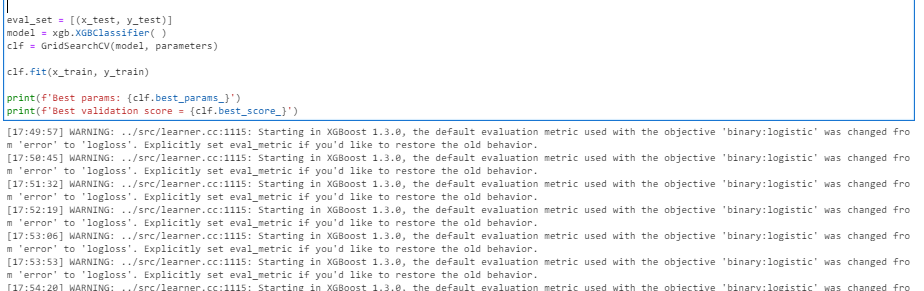 eval_set = [(x_test, y_test)]
model = xgb.XGBClassifier( )
clf = GridSearchCV(model, parameters)
clf.fit(x_train, y_train)
print(f'Best params: {clf.best_params_}')
print(f'Best validation score = {clf.best_score_}')
[17:49:57] WARNING: ../src/learner.cc:1115: Starting in XGBoost 1.3.0, the default evaluation metric used with the objective 'binary:logistic' was changed fro
m 'error' to 'logloss'. Explicitly set eval_metric if you'd like to restore the old behavior.
[17:50:45] WARNING: ../src/learner.cc:1115: Starting in XGBoost 1.3.0, the default evaluation metric used with the objective 'binary:logistic' was changed fro
m 'error' to 'logloss'. Explicitly set eval_metric if you'd like to restore the old behavior.
[17:51:32] WARNING: ../src/learner.cc:1115: Starting in XGBoost 1.3.0, the default evaluation metric used with the objective 'binary:logistic' was changed fro
m 'error' to 'logloss'. Explicitly set eval_metric if you'd like to restore the old behavior.
[17:52:19] WARNING: ../src/learner.cc:1115: Starting in XGBoost 1.3.0, the default evaluation metric used with the objective 'binary:logistic' was changed fro
m 'error' to 'logloss'. Explicitly set eval_metric if you'd like to restore the old behavior.
[17:53:06] WARNING: ../src/learner.cc:1115: Starting in XGBoost 1.3.0, the default evaluation metric used with the objective 'binary:logistic' was changed fro
m 'error' to 'logloss'. Explicitly set eval_metric if you'd like to restore the old behavior.
[17:53:53] WARNING: ../src/learner.cc:1115: Starting in XGBoost 1.3.0, the default evaluation metric used with the objective 'binary:logistic' was changed fro
m 'error' to 'logloss'. Explicitly set eval_metric if you'd like to restore the old behavior.
[17:54:20] WARNING: ../src/learner.cc:1115: Starting in XGBoost 1.3.0, the default evaluation metric used with the objective 'binary:logistic' was changed fro